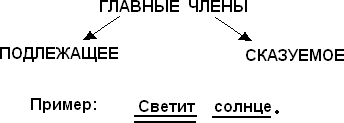 ГЛАВНЫЕ ЧЛЕНЫ
ПОДЛЕЖАЩЕЕ СКАЗУЕМОЕ
Пример: Светит солнце.